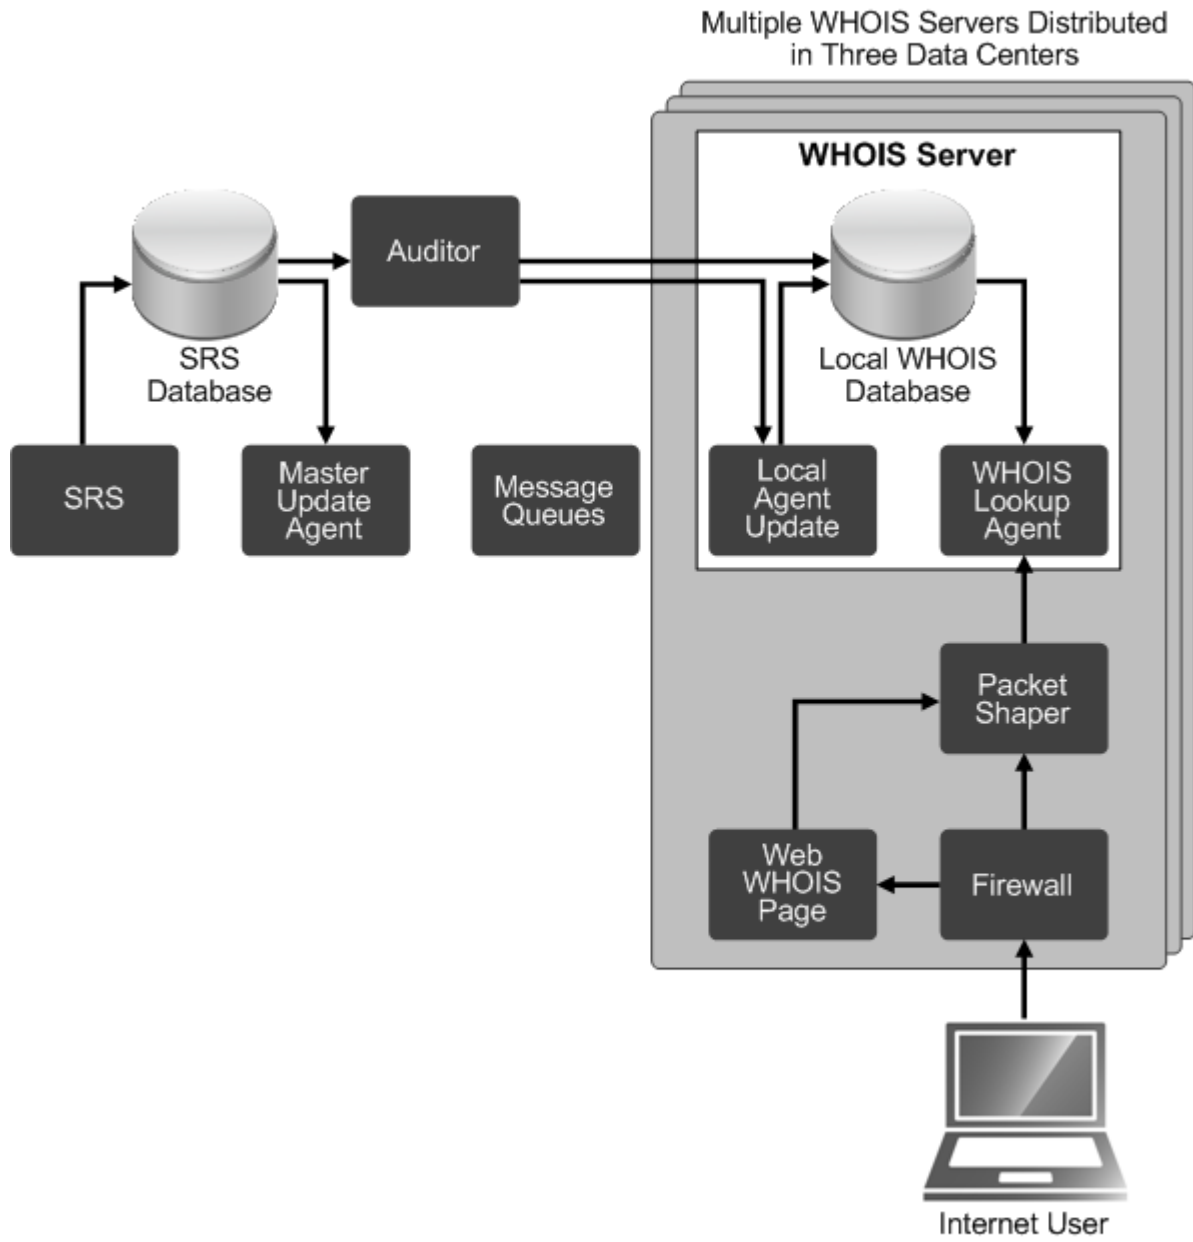 Multiple WHOIS Servers Distributed
in Three Data Centers
WHOIS Server
Auditor
SRS
Database
Local WHOIS
Database
SRS
Master
Update
Agent
Message
Queues
Local
Agent
Update
WHOIS
Lookup
Agent
Packet
Shaper
Web
WHOIS
Page
Firewall
Internet User